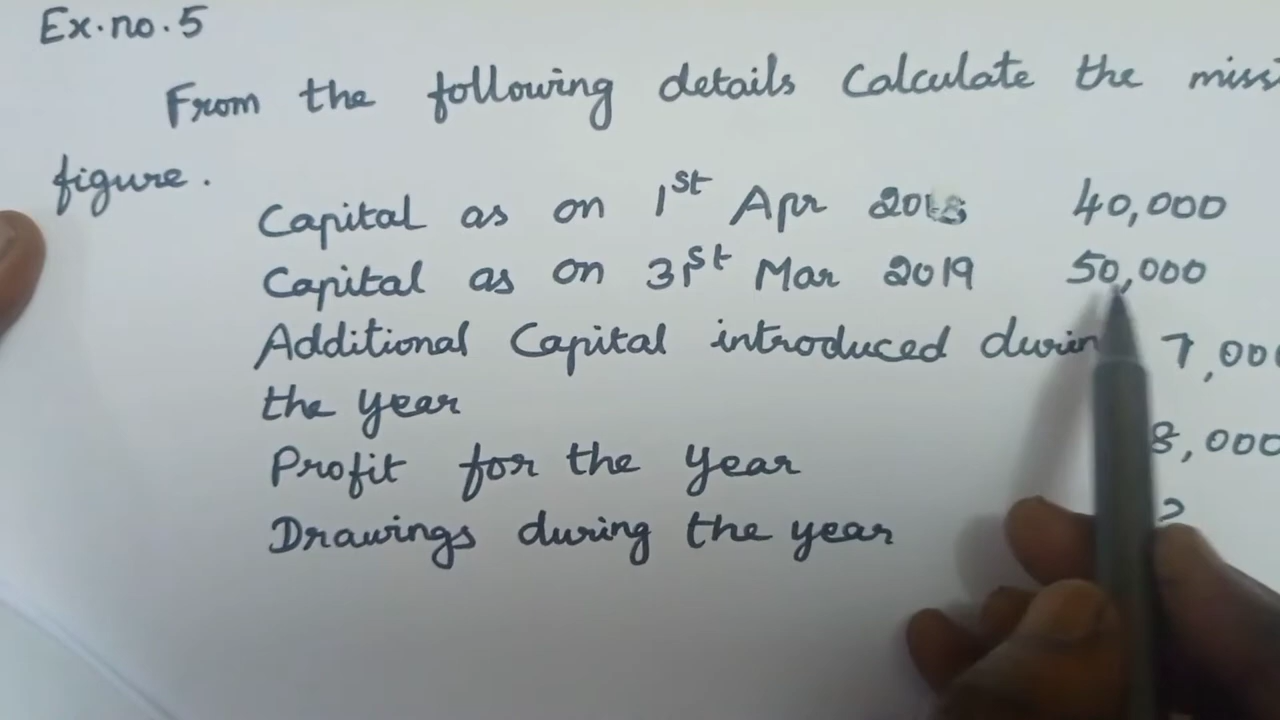 Ex.no.5
From the following details Calculate the miss
figure.
Capital as on 1st Apr 2018 40,000
Capital as on 31st Mar 2019 50,000
Additional Capital introduced durin 7,000
the year
Profit for the year 8,000
Drawings during the year ?